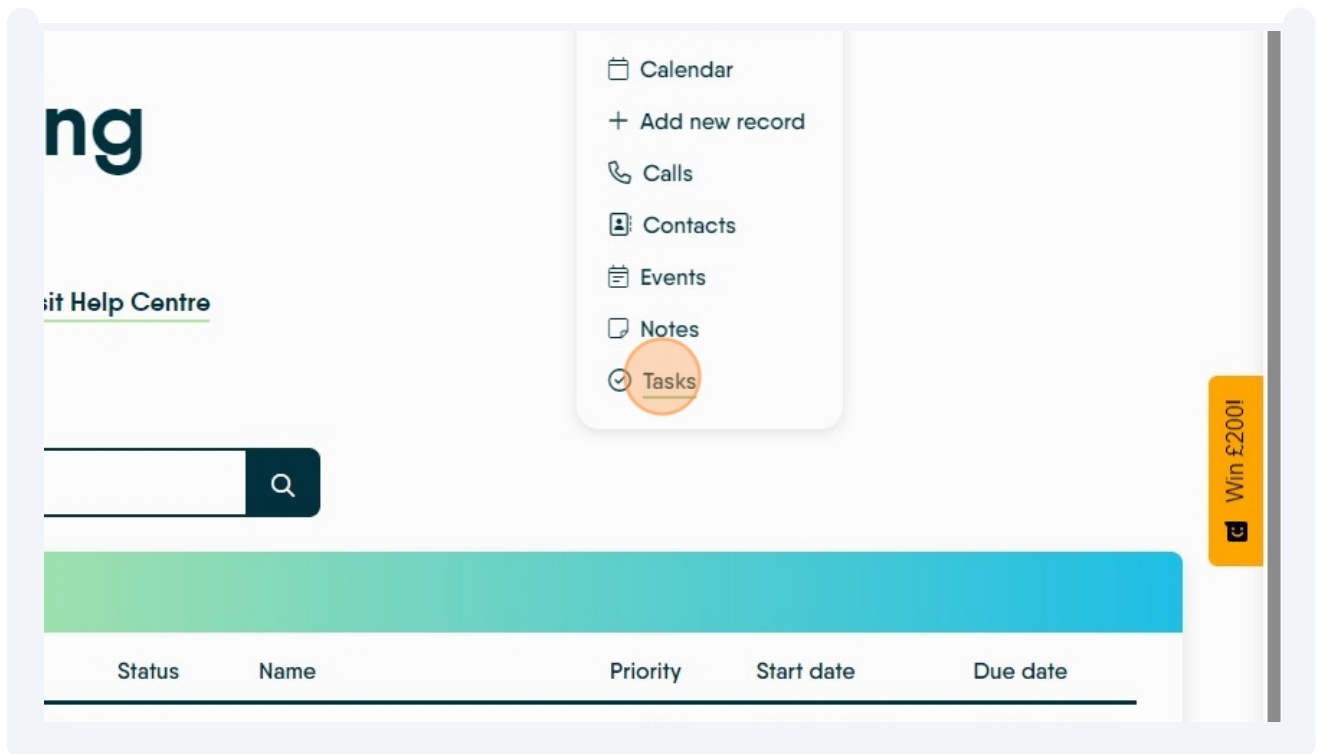 Calendar
Add new record
ng
Calls
Contacts
Events
Help Centre
Notes
Tasks
Win £200!
Status Name Priority Start date Due date